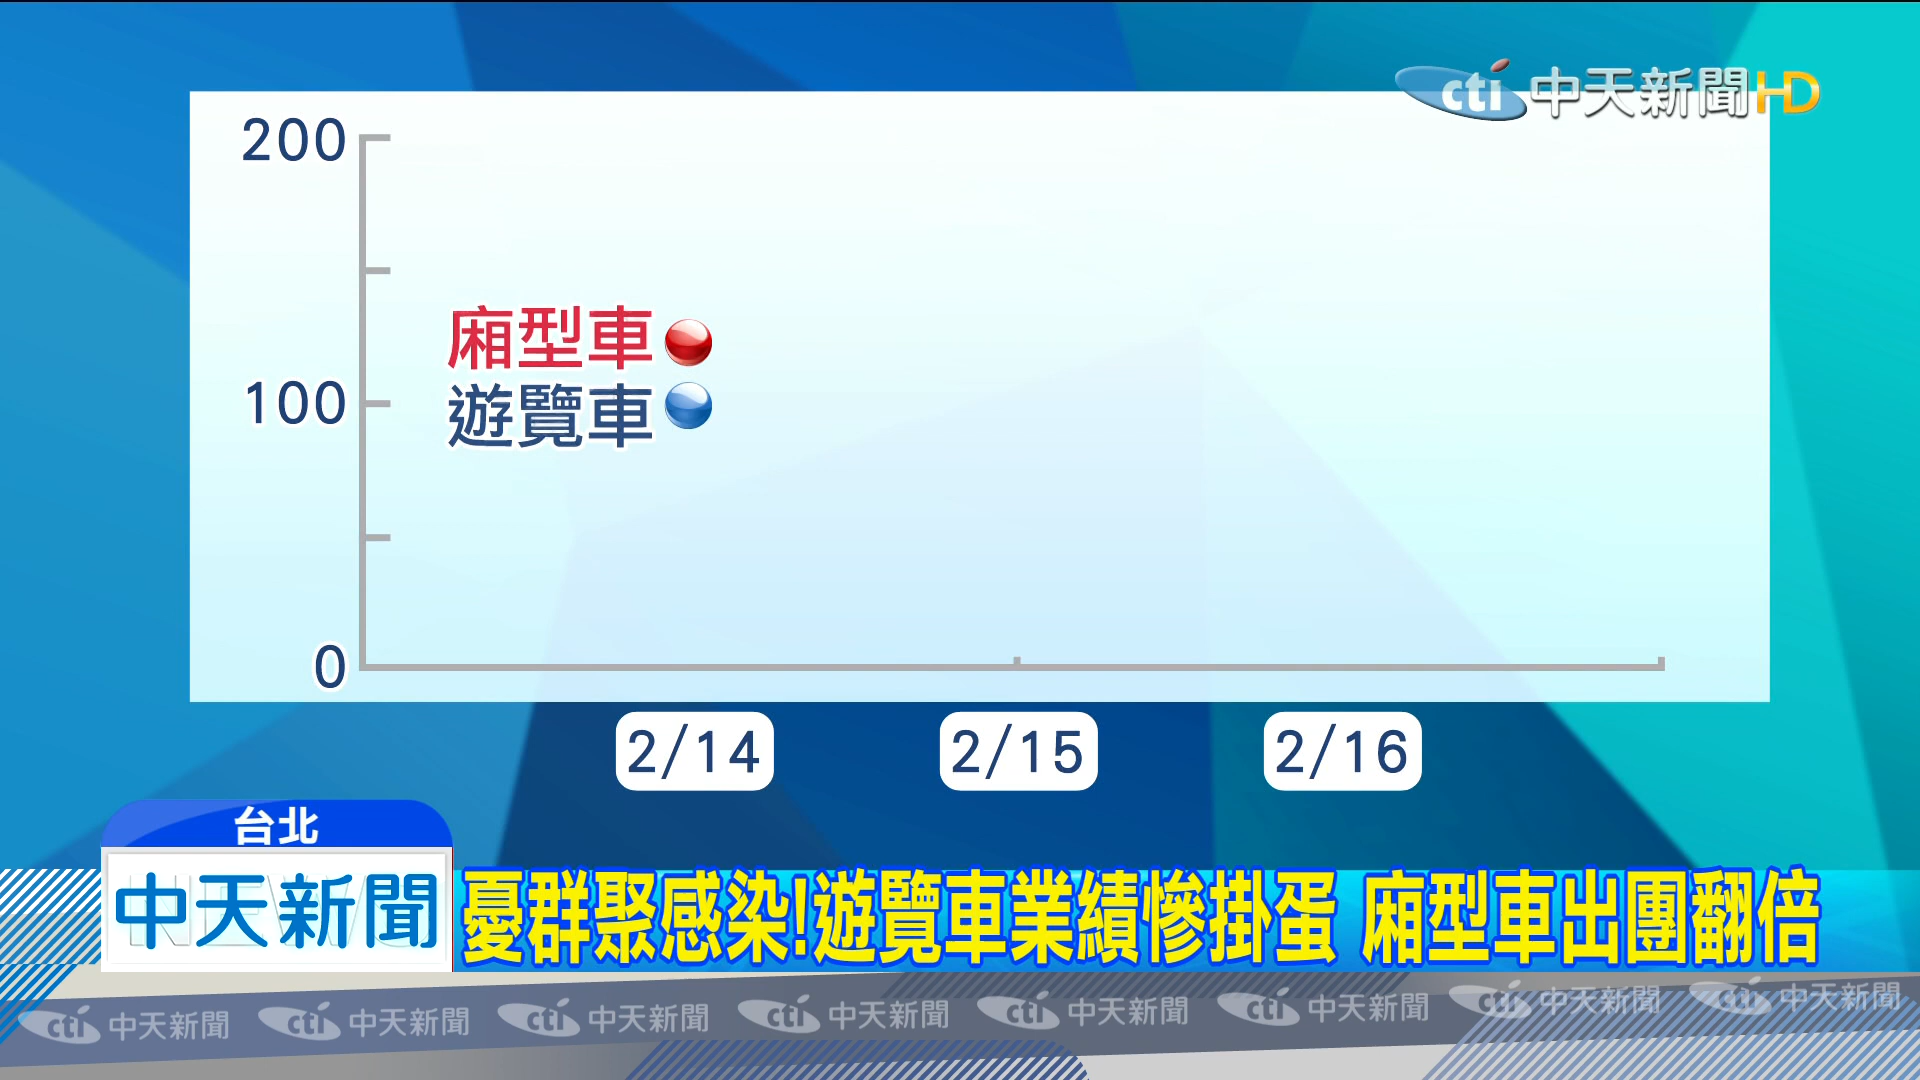 cti 中天新聞HD
200
廂型車
100
遊覽車
0
2/14
2/15
2/16
台北
中天新聞
憂群聚感染!遊覽車業績慘掛蛋 廂型車出團翻倍
cti 中天新聞 cti 中天新聞 cti 中天新聞 cti 中天新聞 cti 中天新聞 cti 中天新聞 cti 中天新聞 cti 中天新聞